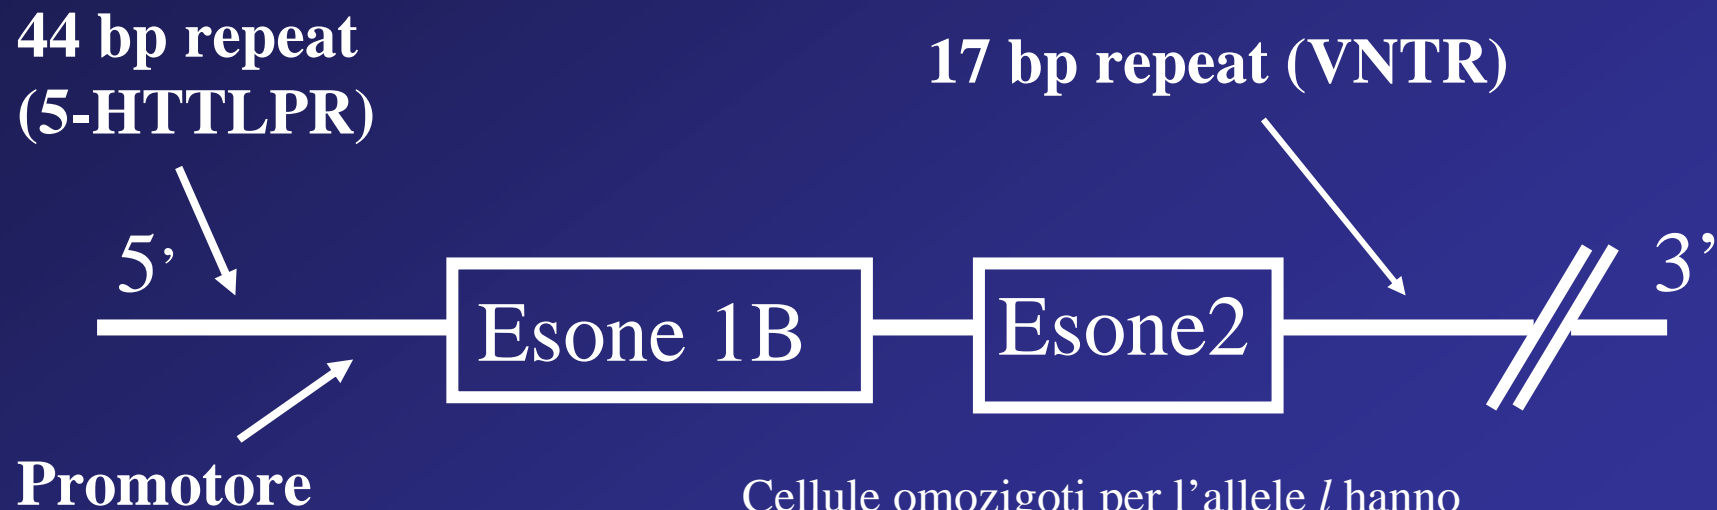 44 bp repeat
(5-HTTLPR)
17 bp repeat (VNTR)
5’
3’
Esone 1B
Esone2
Promotore
Cellule omozigoti per l’allele l hanno